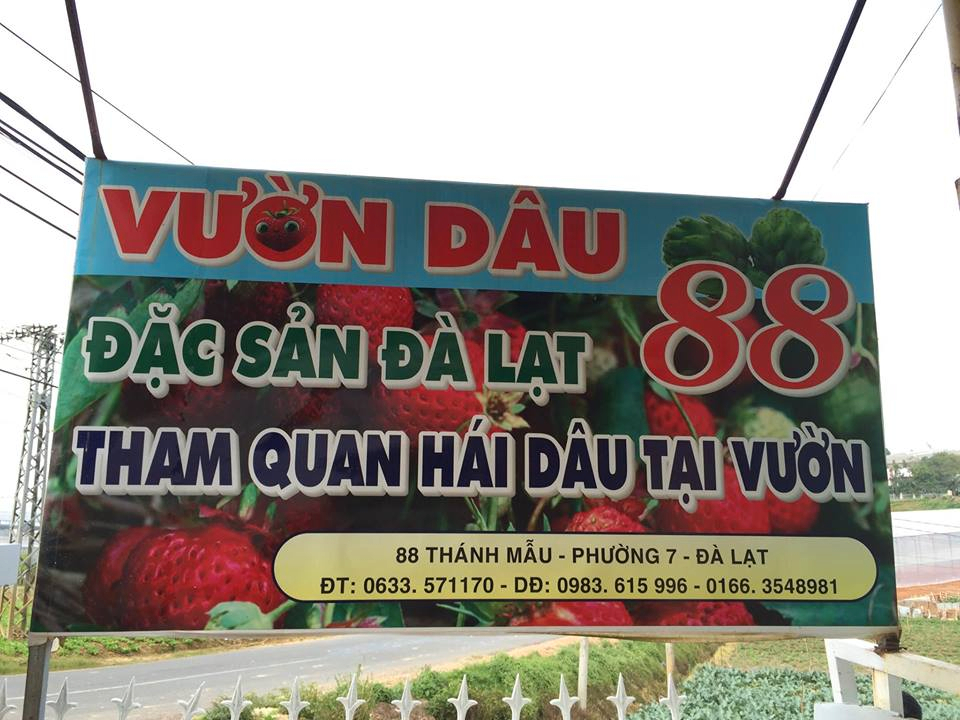 VƯỜN DÂU 88
ĐẶC SẢN ĐÀ LẠT
THAM QUAN HÁI DÂU TẠI VƯỜN
88 THÁNH MẪU - PHƯỜNG 7 - ĐÀ LẠT
ĐT: 0633. 571170 - DĐ: 0983. 615 996 - 0166. 3548981